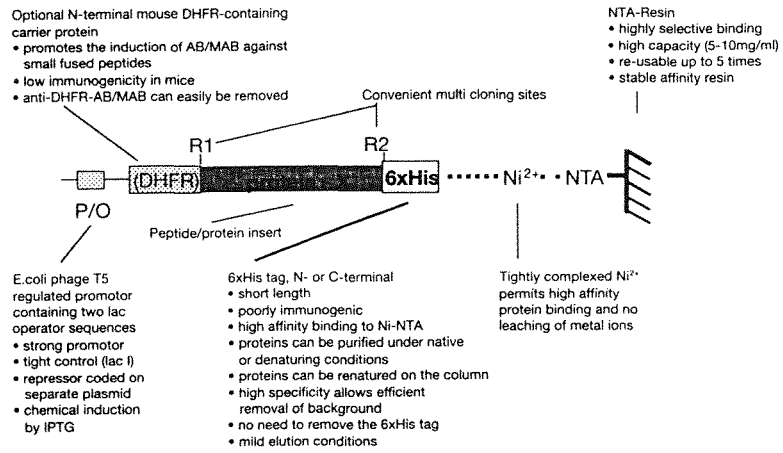 Optional N-terminal mouse DHFR-containing
carrier protein
• promotes the induction of AB/MAB against
small fused peptides
• low immunogenicity in mice
• anti-DHFR-AB/MAB can easily be removed
NTA-Resin
• highly selective binding
• high capacity (5-10mg/ml)
• re-usable up to 5 times
• stable affinity resin
Convenient multi cloning sites
R1
R2
(DHFR)
6xHis
Ni²⁺
NTA
P/O
Peptide/protein insert
E.coli phage T5
regulated promotor
containing two lac
operator sequences
• strong promotor
• tight control (lac I)
• repressor coded on
separate plasmid
• chemical induction
by IPTG
6xHis tag, N- or C-terminal
• short length
• poorly immunogenic
• high affinity binding to Ni-NTA
• proteins can be purified under native
or denaturing conditions
• proteins can be renatured on the column
• high specificity allows efficient
removal of background
• no need to remove the 6xHis tag
• mild elution conditions
Tightly complexed Ni²⁺
permits high affinity
protein binding and no
leaching of metal ions